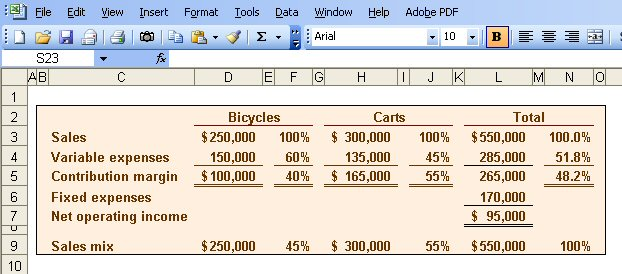 File Edit View Insert Format Tools Data Window Help Adobe PDF
Σ Arial 10 B
S23 fx
A B C D E F G H I J K L M N O
1
2 Bicycles Carts Total
3 Sales $250,000 100% $ 300,000 100% $550,000 100.0%
4 Variable expenses 150,000 60% 135,000 45% 285,000 51.8%
5 Contribution margin $100,000 40% $ 165,000 55% 265,000 48.2%
6 Fixed expenses 170,000
7 Net operating income $ 95,000
9 Sales mix $250,000 45% $ 300,000 55% $550,000 100%
10